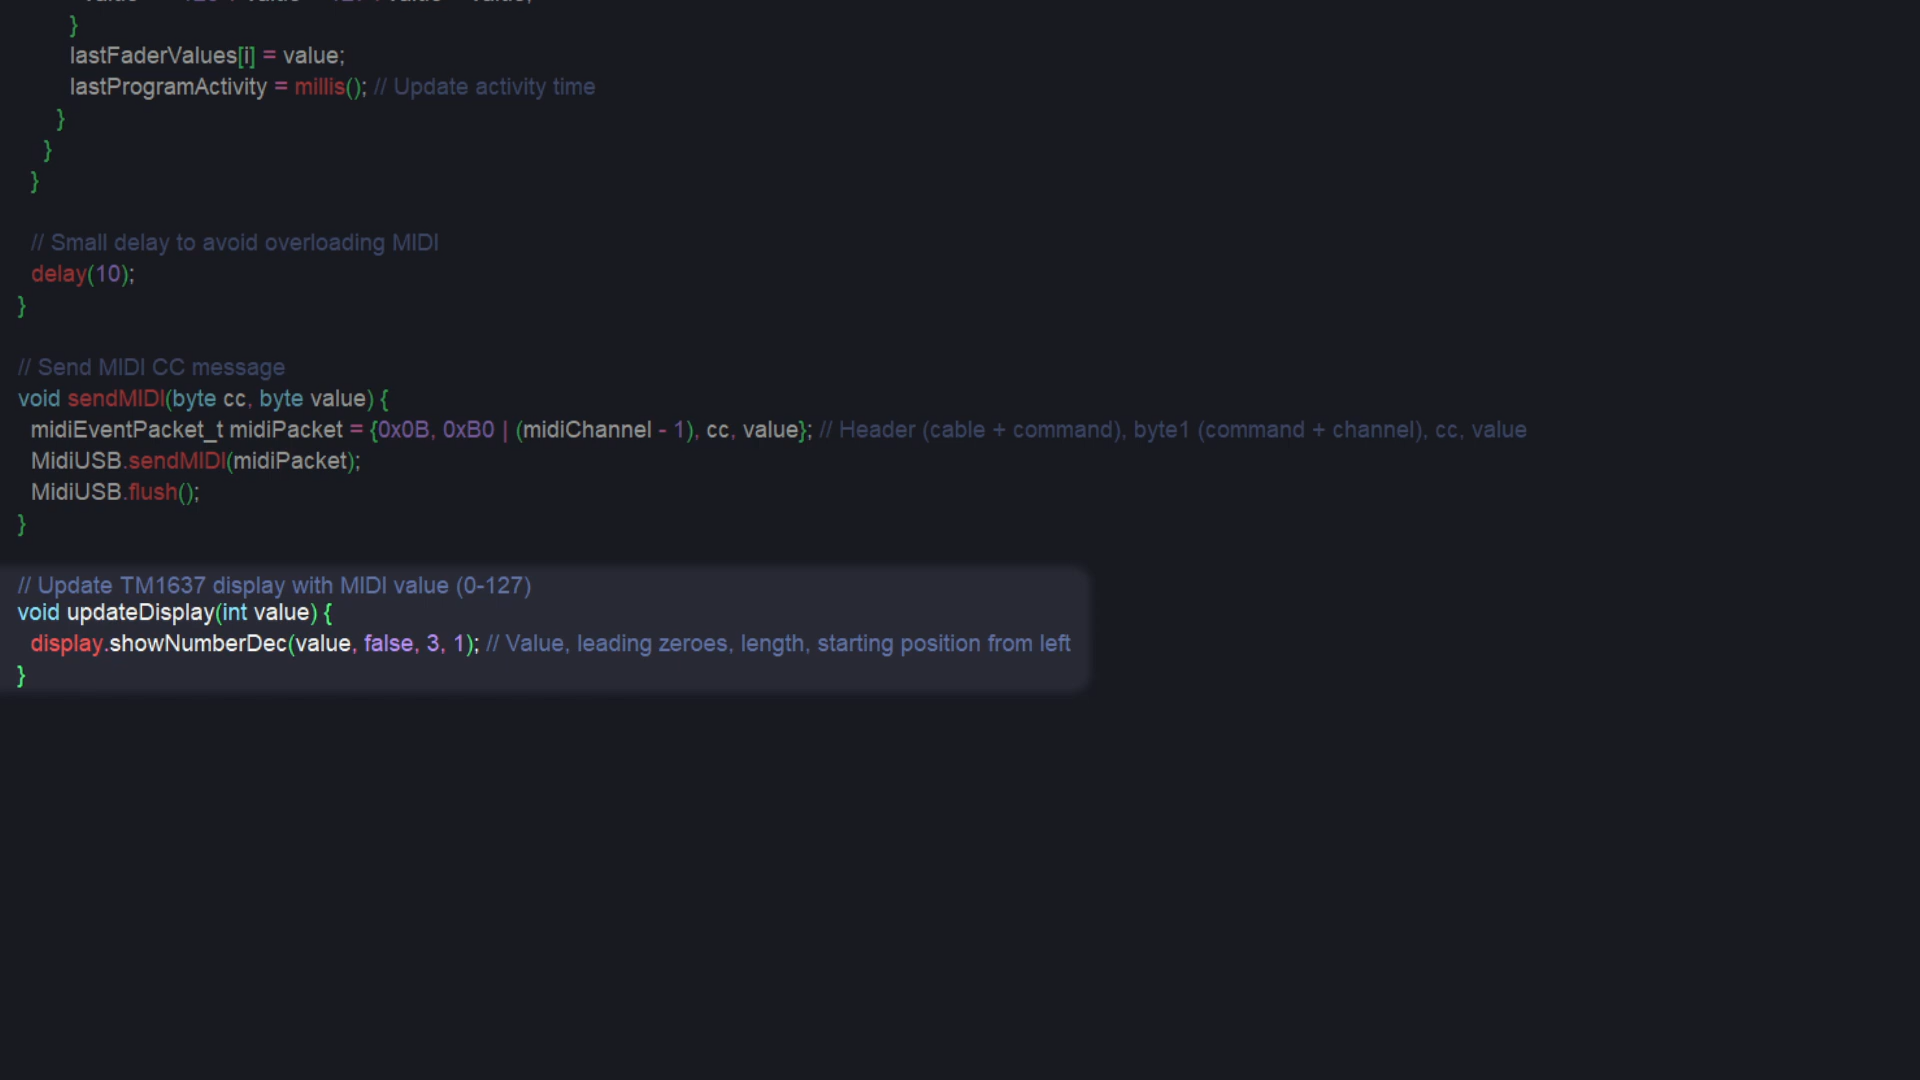 }
lastFaderValues[i] = value;
lastProgramActivity = millis(); // Update activity time
}
}
}
// Small delay to avoid overloading MIDI
delay(10);
}
// Send MIDI CC message
void sendMIDI(byte cc, byte value) {
midiEventPacket_t midiPacket = {0x0B, 0xB0 | (midiChannel - 1), cc, value}; // Header (cable + command), byte1 (command + channel), cc, value
MidiUSB.sendMIDI(midiPacket);
MidiUSB.flush();
}
// Update TM1637 display with MIDI value (0-127)
void updateDisplay(int value) {
display.showNumberDec(value, false, 3, 1); // Value, leading zeroes, length, starting position from left
}